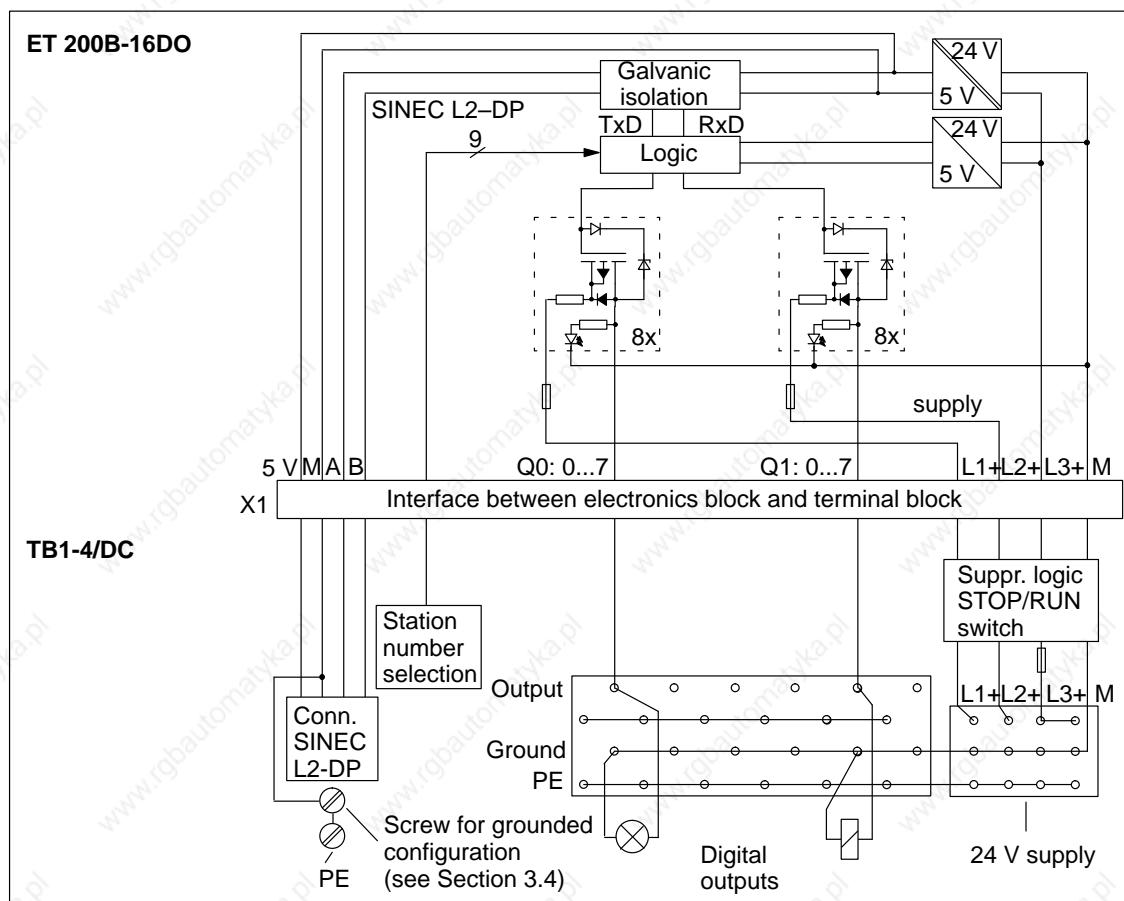 ET 200B-16DO
24 V
5 V
Galvanic
isolation
SINEC L2–DP
TxD
RxD
9
Logic
24 V
5 V
8x
8x
supply
5 V M A B
Q0: 0...7
Q1: 0...7
L1+ L2+ L3+ M
X1
Interface between electronics block and terminal block
TB1-4/DC
Suppr. logic
STOP/RUN
switch
Station
number
selection
Output
L1+ L2+ L3+ M
Conn.
SINEC
L2-DP
Ground
PE
Screw for grounded
configuration
(see Section 3.4)
PE
Digital
outputs
24 V supply
www.rgbautomatyka.pl